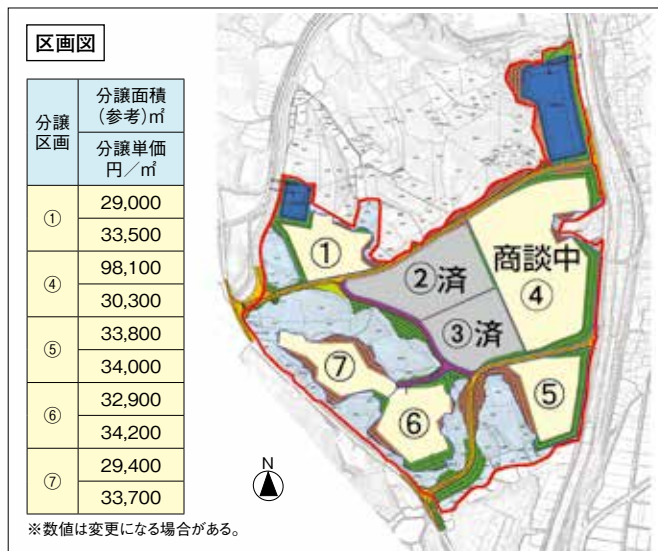 区画図
分譲
区画
分譲面積
(参考)㎡
分譲単価
円／㎡
①
29,000
33,500
④
98,100
30,300
⑤
33,800
34,000
⑥
32,900
34,200
⑦
29,400
33,700
※数値は変更になる場合がある。
N
①
②済
③済
商談中
④
⑤
⑥
⑦